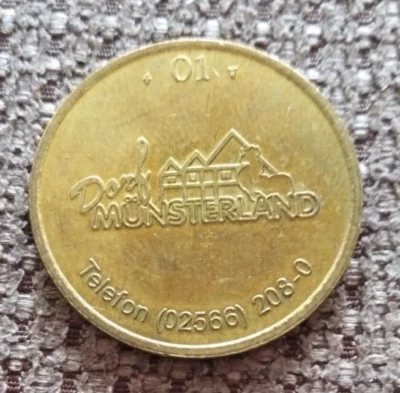 01
Dorf
MÜNSTERLAND
Telefon (02566) 208-0